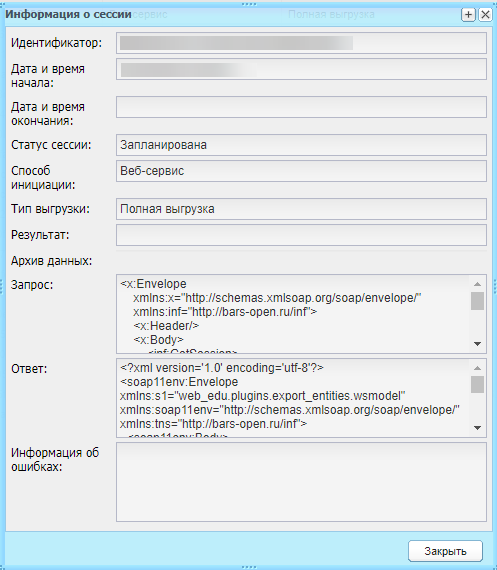 Информация о сессии
сервис
Полная выгрузка
Идентификатор:
Дата и время
начала:
Дата и время
окончания:
Статус сессии:
Запланирована
Способ
инициации:
Веб-сервис
Тип выгрузки:
Полная выгрузка
Результат:
Архив данных:
Запрос:
<x:Envelope
xmlns:x="http://schemas.xmlsoap.org/soap/envelope/"
xmlns:inf="http://bars-open.ru/inf">
<x:Header/>
<x:Body>
<inf:GetSession>
Ответ:
<?xml version='1.0' encoding='utf-8'?>
<soap11env:Envelope
xmlns:s1="web_edu.plugins.export_entities.wsmodel"
xmlns:soap11env="http://schemas.xmlsoap.org/soap/envelope/"
xmlns:tns="http://bars-open.ru/inf">
<soap11env:Body>
Информация об
ошибках:
Закрыть